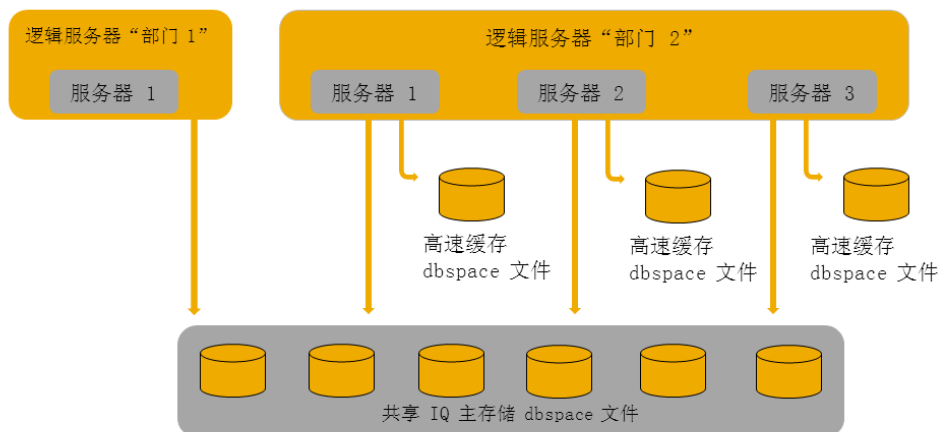 逻辑服务器“部门 1”
服务器 1
逻辑服务器“部门 2”
服务器 1
服务器 2
服务器 3
高速缓存
dbspace 文件
高速缓存
dbspace 文件
高速缓存
dbspace 文件
共享 IQ 主存储 dbspace 文件